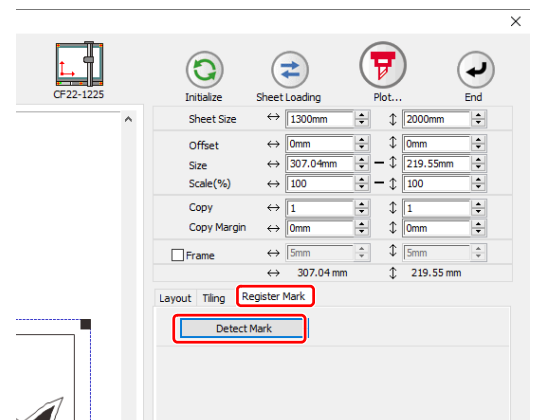 CF22-1225
Initialize Sheet Loading Plot... End
Sheet Size 1300mm 2000mm
Offset 0mm 0mm
Size 307.04mm 219.55mm
Scale(%) 100 100
Copy 1 1
Copy Margin 0mm 0mm
Frame 5mm 5mm
307.04 mm 219.55 mm
Layout Tiling Register Mark
Detect Mark